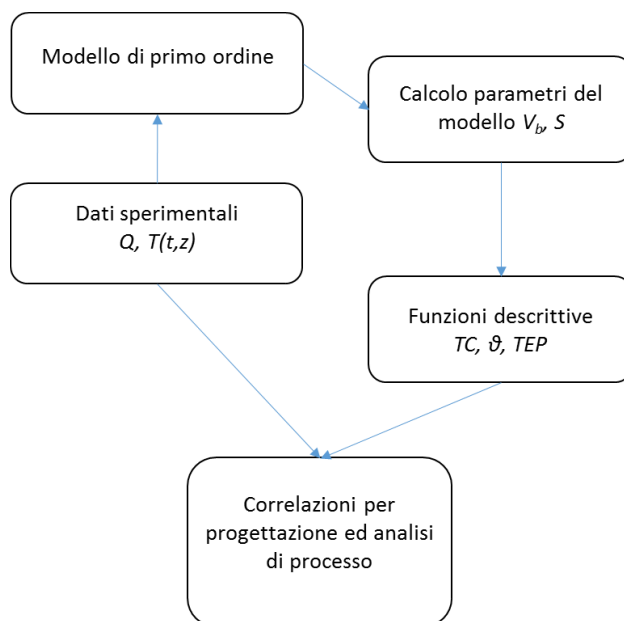 Modello di primo ordine
Calcolo parametri del
modello V_b, S
Dati sperimentali
Q, T(t,z)
Funzioni descrittive
TC, ϑ, TEP
Correlazioni per
progettazione ed analisi
di processo